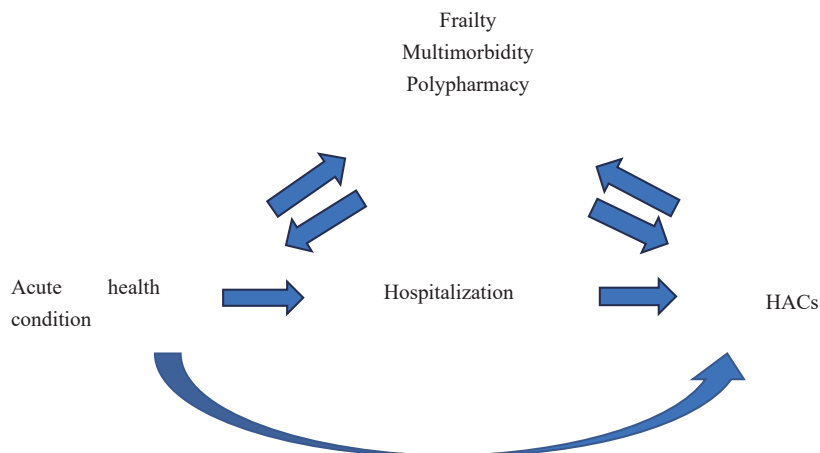 Frailty
Multimorbidity
Polypharmacy
Acute health
condition
Hospitalization
HACs